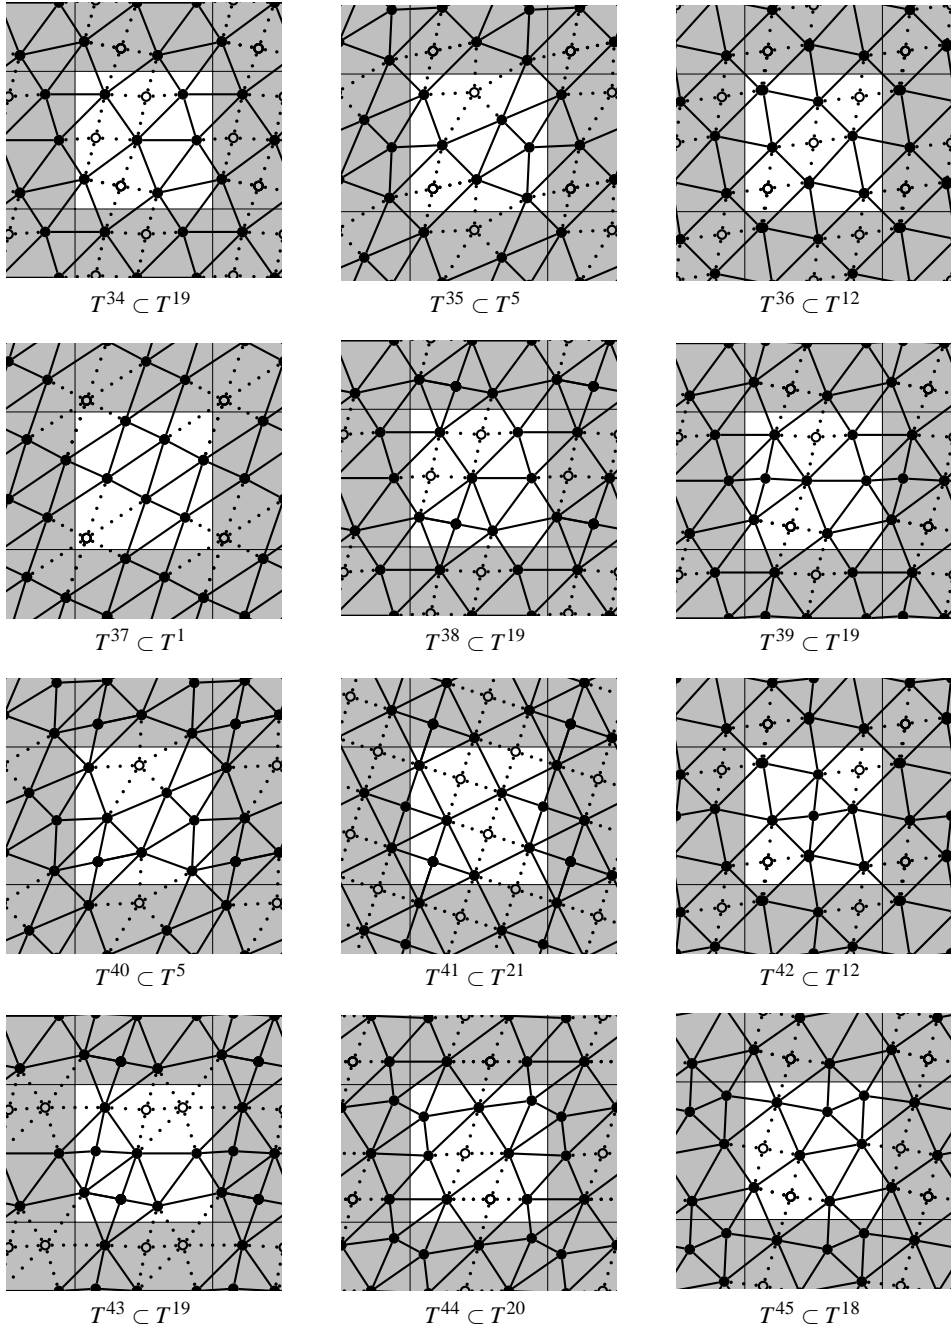 T^34 ⊂ T^19
T^35 ⊂ T^5
T^36 ⊂ T^12
T^37 ⊂ T^1
T^38 ⊂ T^19
T^39 ⊂ T^19
T^40 ⊂ T^5
T^41 ⊂ T^21
T^42 ⊂ T^12
T^43 ⊂ T^19
T^44 ⊂ T^20
T^45 ⊂ T^18